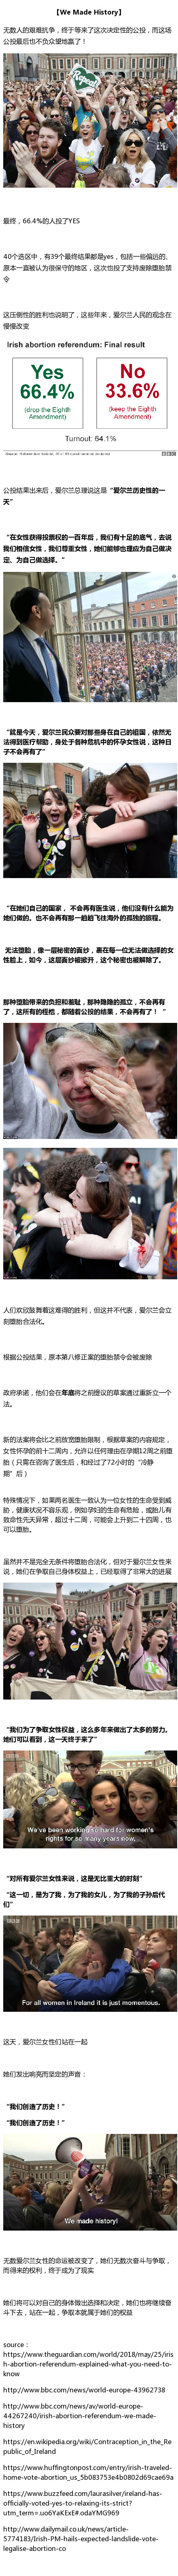 【We Made History】
无数人的艰难抗争，终于等来了这次决定性的公投，而这场
公投最后也不负众望地赢了！
Repeal
最终，66.4%的人投了YES
40个选区中，有39个最终结果都是yes，包括一些偏远的，
原本一直被认为很保守的地区，这次也投了支持废除堕胎禁
令
这压倒性的胜利也说明了，这些年来，爱尔兰人民的观念在
慢慢改变
Irish abortion referendum: Final result
Yes
66.4%
(drop the Eighth
Amendment)
No
33.6%
(keep the Eighth
Amendment)
Turnout: 64.1%
BBC
公投结果出来后，爱尔兰总理说这是“爱尔兰历史性的一
天”
“在女性获得投票权的一百年后，我们有十足的底气，去说
我们相信女性，我们尊重女性，她们能够也理应为自己做决
定。为自己做选择。”
“就是今天，爱尔兰民众要对那些身在自己的祖国，依然无
法得到医疗帮助，身处于各种危机中的怀孕女性说，这种日
子不会再有了”
“在她们自己的国家， 不会再有医生说，他们没有什么能为
她们做的。也不会再有那一趟趟飞往海外的孤独的旅程。
无法堕胎，像一层秘密的面纱，裹在每一位无法做选择的女
性脸上，如今，这层面纱被掀开，这个秘密也被解除了。
那种堕胎带来的负担和羞耻，那种隐隐的孤立，不会再有
了，这所有的桎梏，都随着公投的结果，不会再有了！ ”
人们欢欣鼓舞着这难得的胜利，但这并不代表，爱尔兰会立
刻堕胎合法化。
根据公投结果，原本第八修正案的堕胎禁令会被废除
政府承诺，他们会在年底将之前提议的草案通过重新立一个
法。
新的法案将会比之前放宽堕胎限制，根据草案的内容规定，
女性怀孕的前十二周内，允许以任何理由在孕期12周之前堕
胎（只需在咨询了医生后，和经过了72小时的“冷静
期”后）
特殊情况下，如果两名医生一致认为一位女性的生命受到威
胁，健康状况不容乐观，例如孕妇的生命有危险，或胎儿有
致命性先天异常，超过十二周，可能会上升到二十四周，也
可以堕胎。
虽然并不是完全无条件将堕胎合法化，但对于爱尔兰女性来
说，她们在争取自己身体权益上，已经取得了非常大的进展
“我们为了争取女性权益，这么多年来做出了太多的努力。
她们可以看到，这一天终于来了”
We've been working so hard for women's
rights for so many years now,
“对所有爱尔兰女性来说，这是无比重大的时刻”
“这一切，是为了我，为了我的女儿，为了我的子孙后代
们”
For all women in Ireland it is just momentous.
这天，爱尔兰女性们站在一起
她们发出响亮而坚定的声音：
“我们创造了历史！”
“我们创造了历史！”
We made history!
无数爱尔兰女性的命运被改变了，她们无数次奋斗与争取，
而得来的权利，终于成为了现实
她们将可以对自己的身体做出选择和决定，她们也将继续奋
斗下去，站在一起，争取本就属于她们的权益
source：
https://www.theguardian.com/world/2018/may/25/iris
h-abortion-referendum-explained-what-you-need-to-
know
http://www.bbc.com/news/world-europe-43962738
http://www.bbc.com/news/av/world-europe-
44267240/irish-abortion-referendum-we-made-
history
https://en.wikipedia.org/wiki/Contraception_in_the_Re
public_of_Ireland
https://www.huffingtonpost.com/entry/irish-traveled-
home-vote-abortion_us_5b083753e4b0802d69cae69a
https://www.buzzfeed.com/laurasilver/ireland-has-
officially-voted-yes-to-relaxing-its-strict?
utm_term=.uo6YaKExE#.odaYMG969
http://www.dailymail.co.uk/news/article-
5774183/Irish-PM-hails-expected-landslide-vote-
legalise-abortion-co